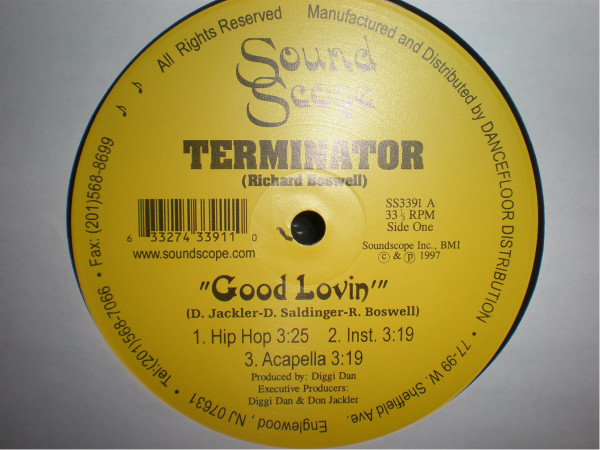 ♪ ♪ All Rights Reserved
Manufactured and Distributed by DANCEFLOOR DISTRIBUTION • 77-99 W. Sheffield Ave.
Englewood, NJ 07631 • Tel:(201)568-7066 • Fax: (201)568-8699
Sound
Scope
TERMINATOR
(Richard Boswell)
SS3391 A
33⅓ RPM
Side One
6 33274 33911 0
www.soundscope.com
Soundscope Inc., BMI
© & ℗ 1997
"Good Lovin'"
(D. Jackler-D. Saldinger-R. Boswell)
1. Hip Hop 3:25 2. Inst. 3:19
3. Acapella 3:19
Produced by: Diggi Dan
Executive Producers:
Diggi Dan & Don Jackler